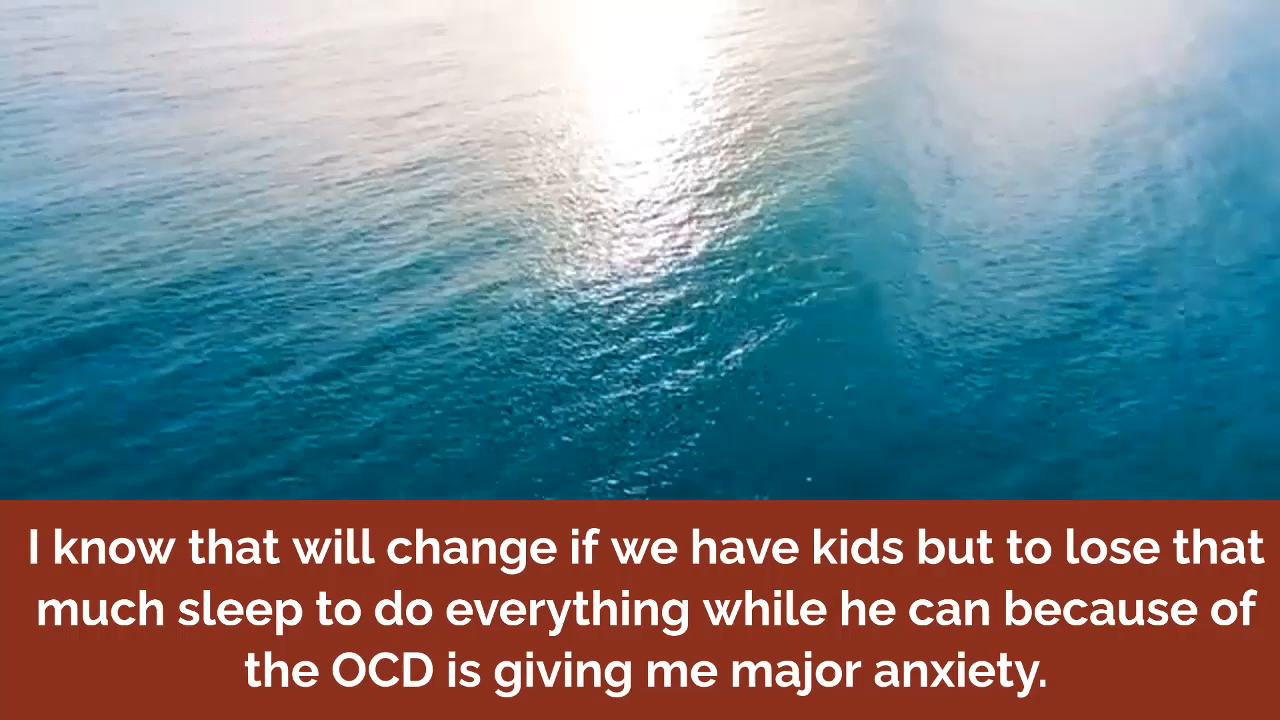 I know that will change if we have kids but to lose that
much sleep to do everything while he can because of
the OCD is giving me major anxiety.